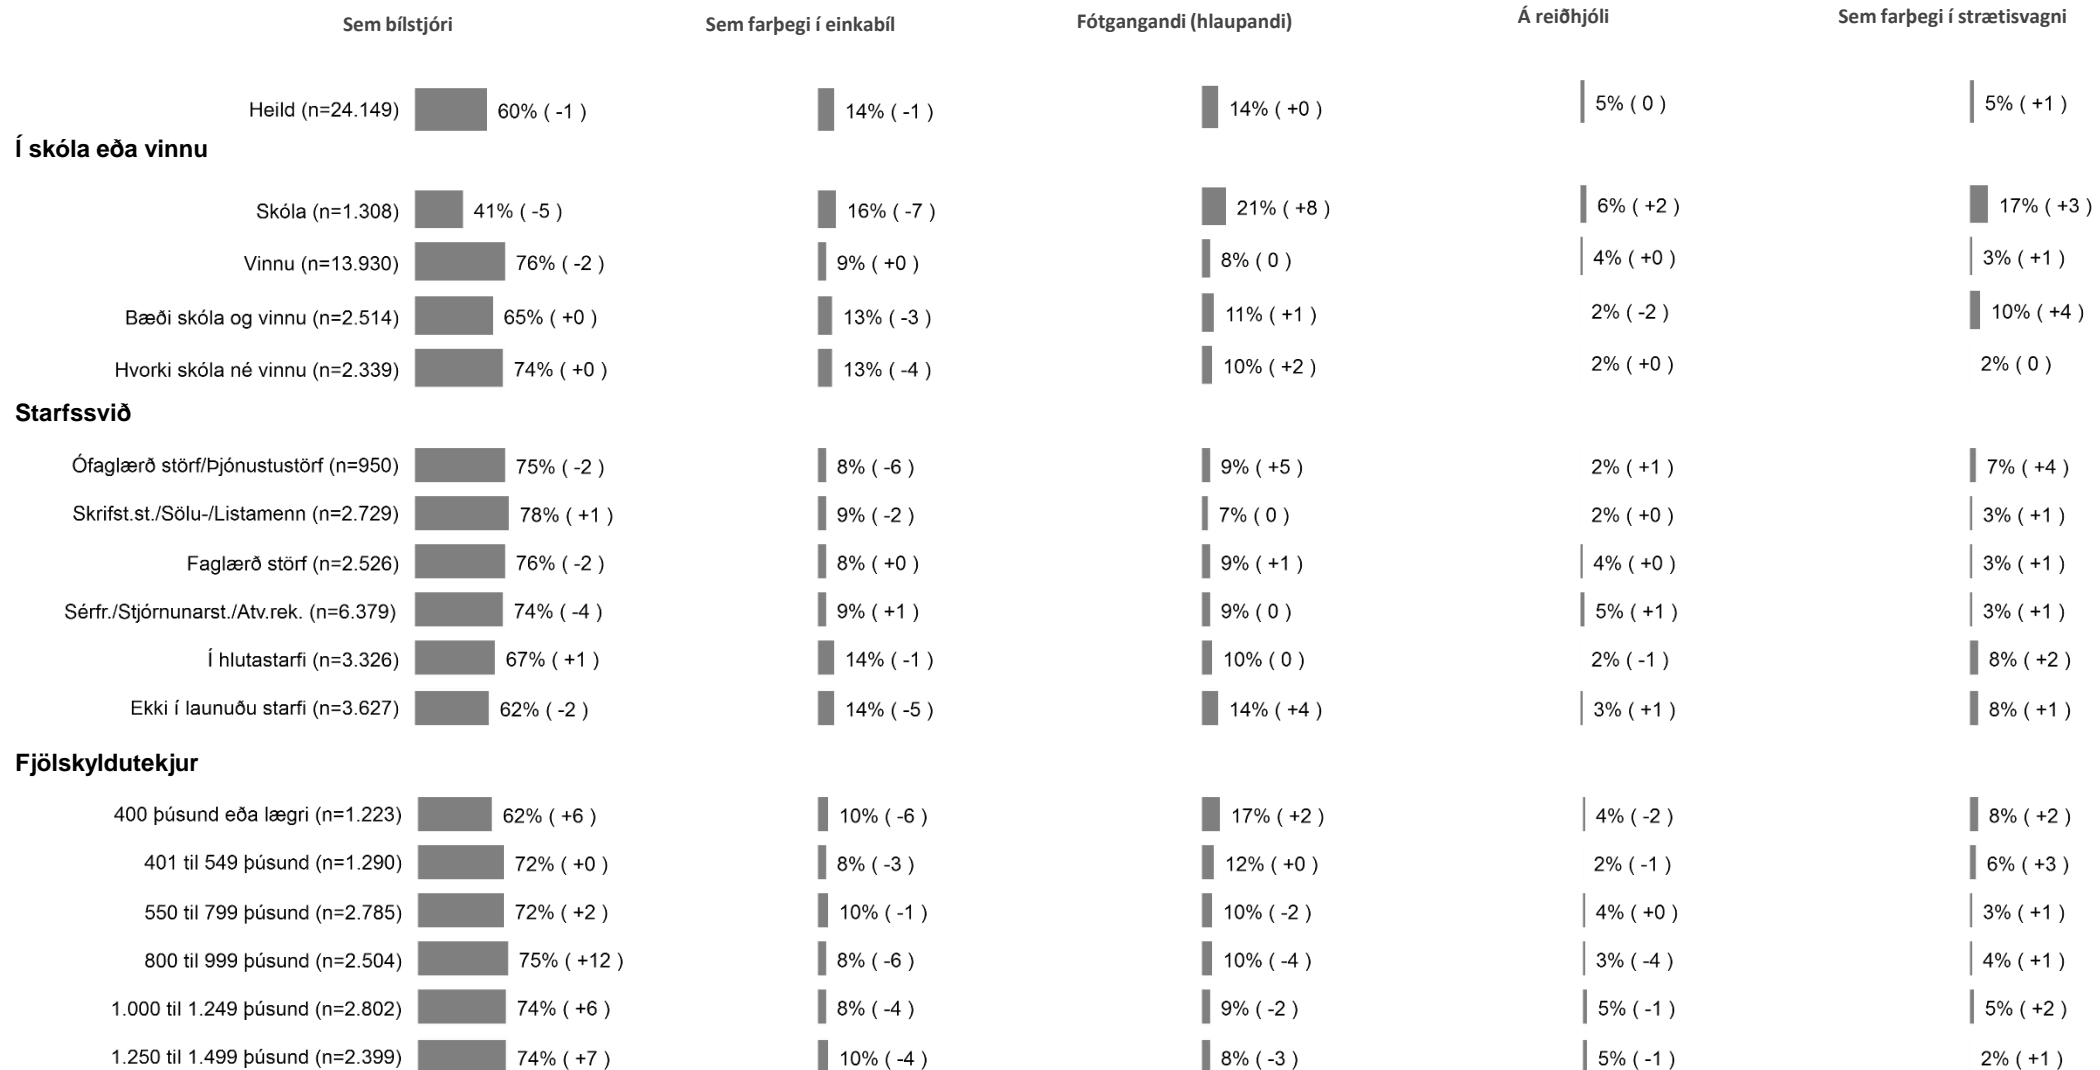 Sem bílstjóri Sem farþegi í einkabíl Fótgangandi (hlaupandi) Á reiðhjóli Sem farþegi í strætisvagni
Heild (n=24.149) 60% ( -1 ) 14% ( -1 ) 14% ( +0 ) 5% ( 0 ) 5% ( +1 )
Í skóla eða vinnu
Skóla (n=1.308) 41% ( -5 ) 16% ( -7 ) 21% ( +8 ) 6% ( +2 ) 17% ( +3 )
Vinnu (n=13.930) 76% ( -2 ) 9% ( +0 ) 8% ( 0 ) 4% ( +0 ) 3% ( +1 )
Bæði skóla og vinnu (n=2.514) 65% ( +0 ) 13% ( -3 ) 11% ( +1 ) 2% ( -2 ) 10% ( +4 )
Hvorki skóla né vinnu (n=2.339) 74% ( +0 ) 13% ( -4 ) 10% ( +2 ) 2% ( +0 ) 2% ( 0 )
Starfssvið
Ófaglærð störf/Þjónustustörf (n=950) 75% ( -2 ) 8% ( -6 ) 9% ( +5 ) 2% ( +1 ) 7% ( +4 )
Skrifst.st./Sölu-/Listamenn (n=2.729) 78% ( +1 ) 9% ( -2 ) 7% ( 0 ) 2% ( +0 ) 3% ( +1 )
Faglærð störf (n=2.526) 76% ( -2 ) 8% ( +0 ) 9% ( +1 ) 4% ( +0 ) 3% ( +1 )
Sérfr./Stjórnunarst./Atv.rek. (n=6.379) 74% ( -4 ) 9% ( +1 ) 9% ( 0 ) 5% ( +1 ) 3% ( +1 )
Í hlutastarfi (n=3.326) 67% ( +1 ) 14% ( -1 ) 10% ( 0 ) 2% ( -1 ) 8% ( +2 )
Ekki í launuðu starfi (n=3.627) 62% ( -2 ) 14% ( -5 ) 14% ( +4 ) 3% ( +1 ) 8% ( +1 )
Fjölskyldutekjur
400 þúsund eða lægri (n=1.223) 62% ( +6 ) 10% ( -6 ) 17% ( +2 ) 4% ( -2 ) 8% ( +2 )
401 til 549 þúsund (n=1.290) 72% ( +0 ) 8% ( -3 ) 12% ( +0 ) 2% ( -1 ) 6% ( +3 )
550 til 799 þúsund (n=2.785) 72% ( +2 ) 10% ( -1 ) 10% ( -2 ) 4% ( +0 ) 3% ( +1 )
800 til 999 þúsund (n=2.504) 75% ( +12 ) 8% ( -6 ) 10% ( -4 ) 3% ( -4 ) 4% ( +1 )
1.000 til 1.249 þúsund (n=2.802) 74% ( +6 ) 8% ( -4 ) 9% ( -2 ) 5% ( -1 ) 5% ( +2 )
1.250 til 1.499 þúsund (n=2.399) 74% ( +7 ) 10% ( -4 ) 8% ( -3 ) 5% ( -1 ) 2% ( +1 )